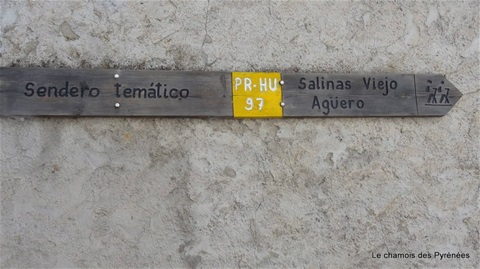 Sendero temático
PR-HU
97
Salinas Viejo
Agüero
Le chamois des Pyrénées